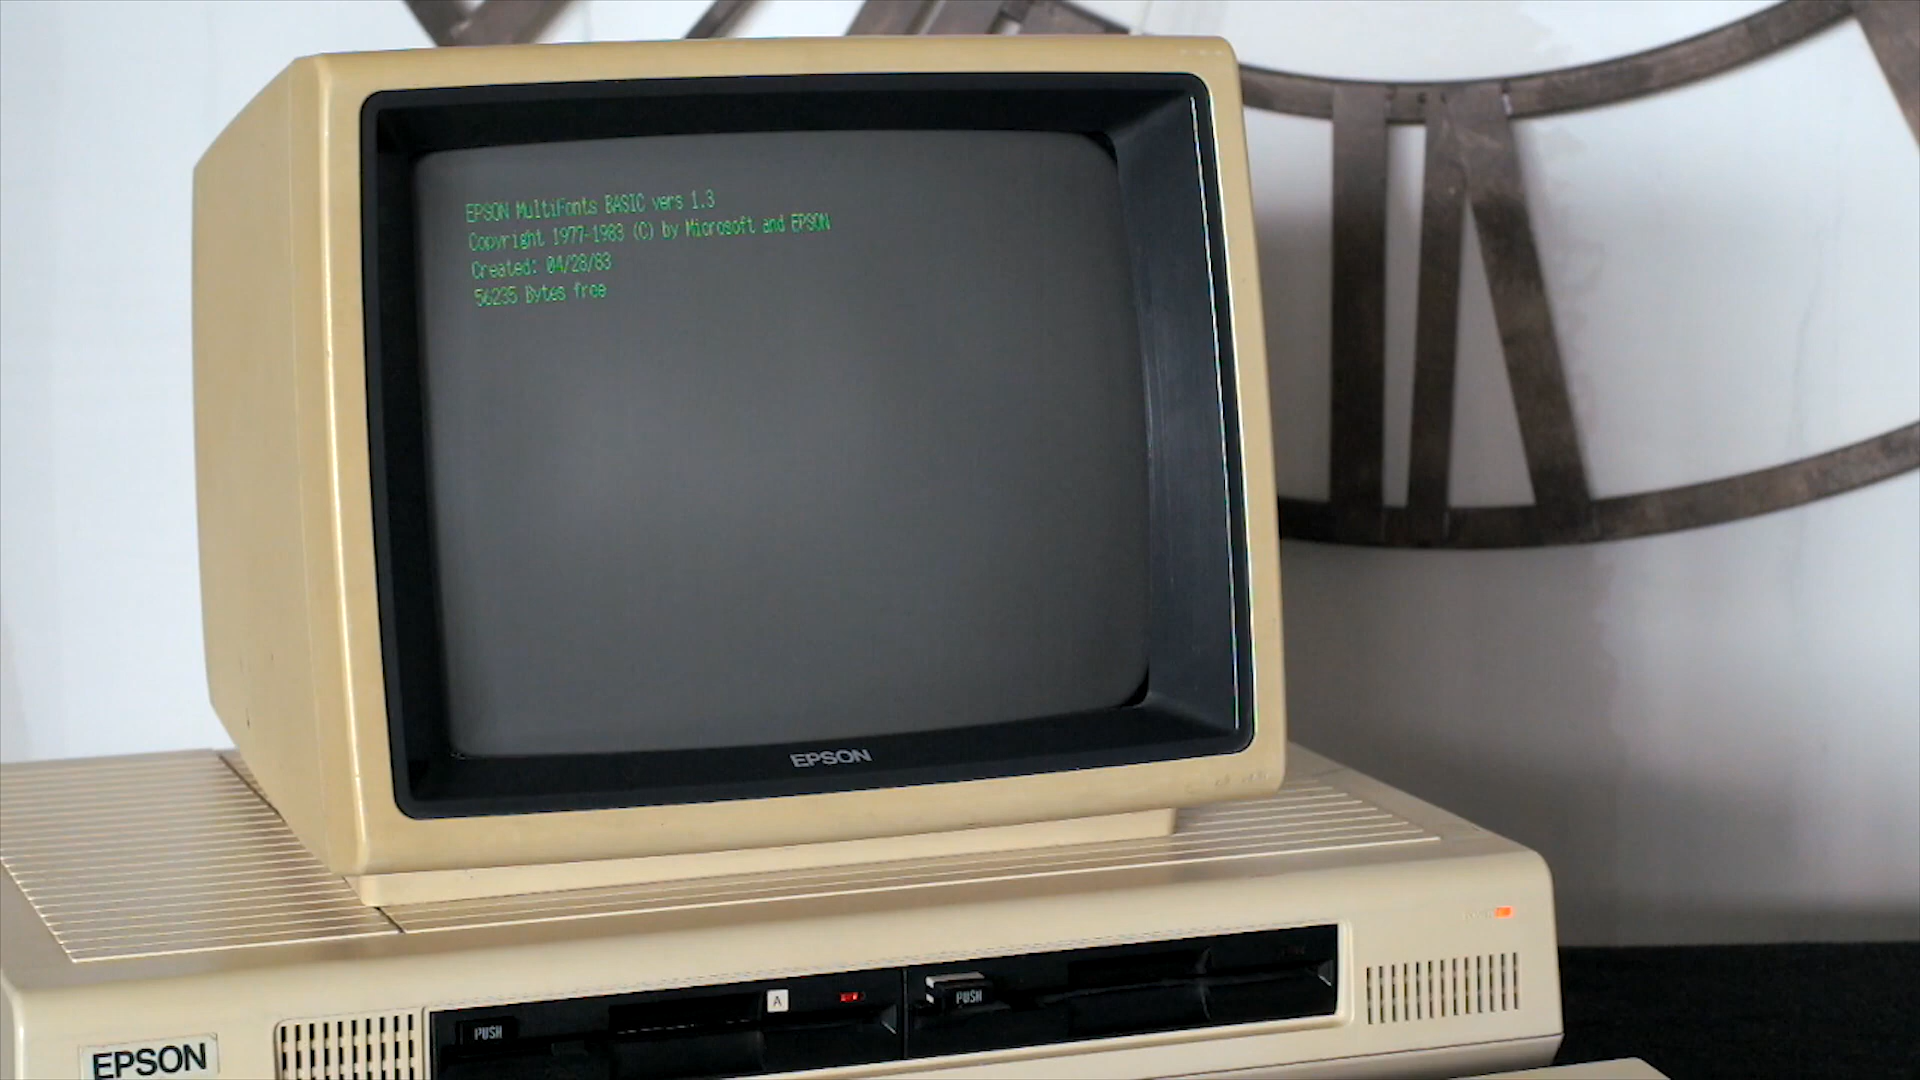 EPSON MultiFonts BASIC vers 1.3
Copyright 1977-1983 (C) by Microsoft and EPSON
Created: 04/28/83
56235 Bytes free
EPSON
A
PUSH
PUSH
EPSON